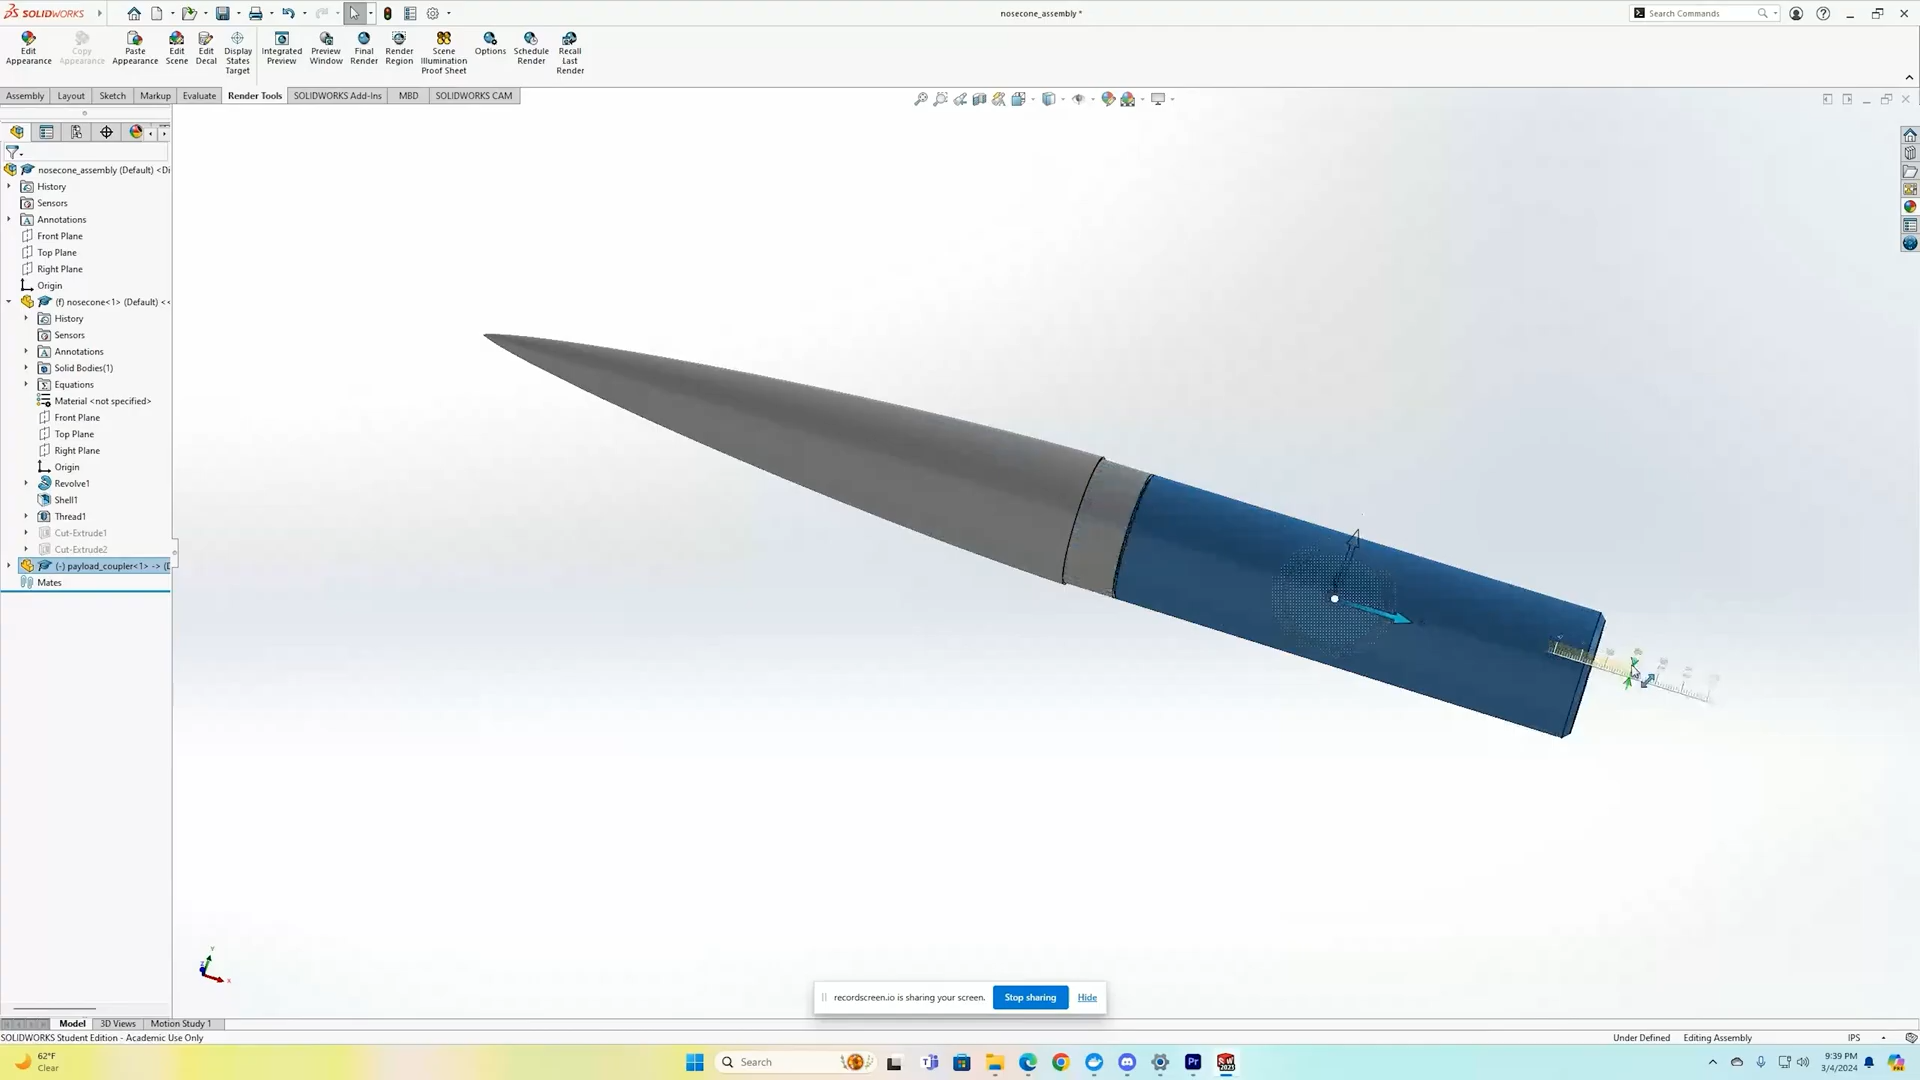 SOLIDWORKS
nosecone_assembly *
Search Commands
Edit Appearance
Copy Appearance
Paste Appearance
Edit Scene
Edit Decal
Display States Target
Integrated Preview
Preview Window
Final Render
Render Region
Scene Illumination Proof Sheet
Options
Schedule Render
Recall Last Render
Assembly
Layout
Sketch
Markup
Evaluate
Render Tools
SOLIDWORKS Add-Ins
MBD
SOLIDWORKS CAM
nosecone_assembly (Default) <Di
History
Sensors
Annotations
Front Plane
Top Plane
Right Plane
Origin
(f) nosecone<1> (Default) <<
History
Sensors
Annotations
Solid Bodies(1)
Equations
Material <not specified>
Front Plane
Top Plane
Right Plane
Origin
Revolve1
Shell1
Thread1
Cut-Extrude1
Cut-Extrude2
(-) payload_coupler<1> -> (D
Mates
Y
Z
X
recordscreen.io is sharing your screen.
Stop sharing
Hide
Model
3D Views
Motion Study 1
SOLIDWORKS Student Edition - Academic Use Only
Under Defined
Editing Assembly
IPS
62°F
Clear
Search
9:39 PM
3/4/2024